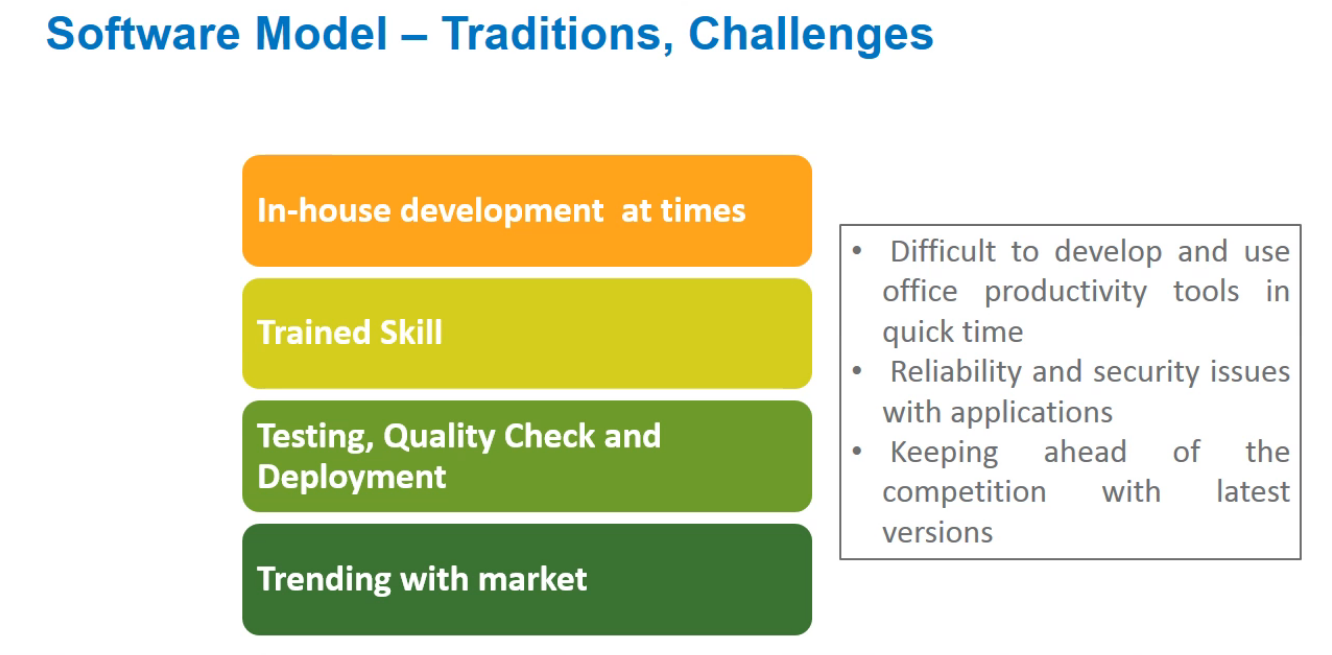 Software Model – Traditions, Challenges
In-house development  at times
Trained Skill
Testing, Quality Check and
Deployment
Trending with market
• Difficult to develop and use
office productivity tools in
quick time
• Reliability and security issues
with applications
• Keeping ahead of the
competition with latest
versions